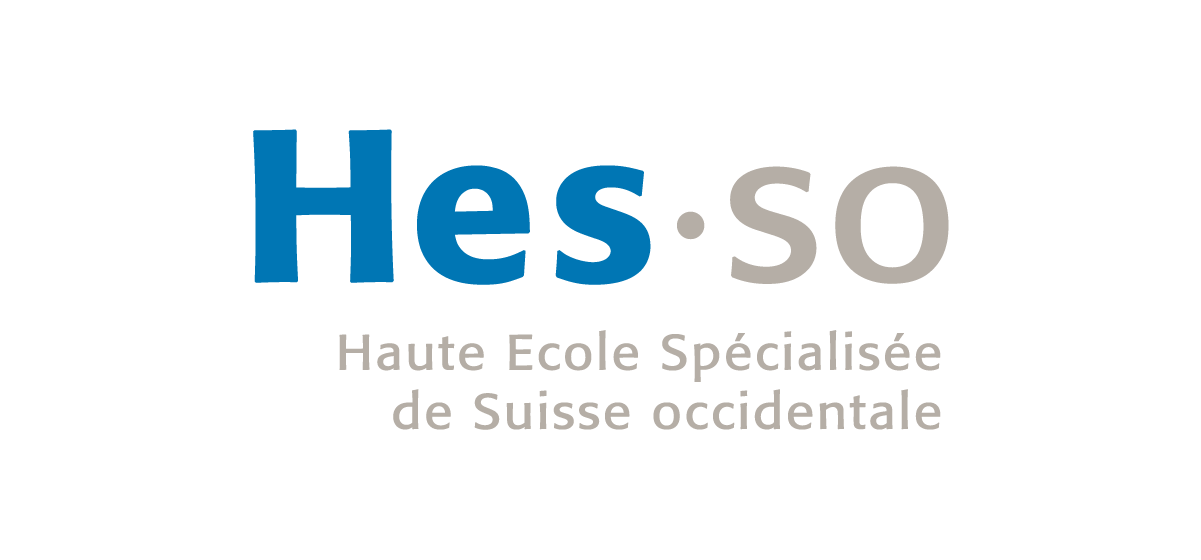 Hes·so
Haute Ecole Spécialisée
de Suisse occidentale